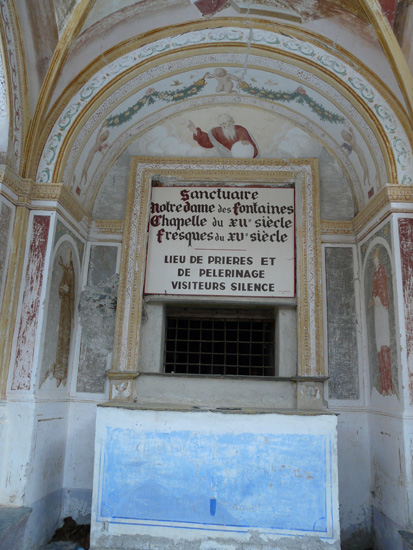 Sanctuaire
Notre dame des fontaines
Chapelle du XV siècle
fresques du XV siècle
LIEU DE PRIERES ET
DE PELERINAGE
VISITEURS SILENCE